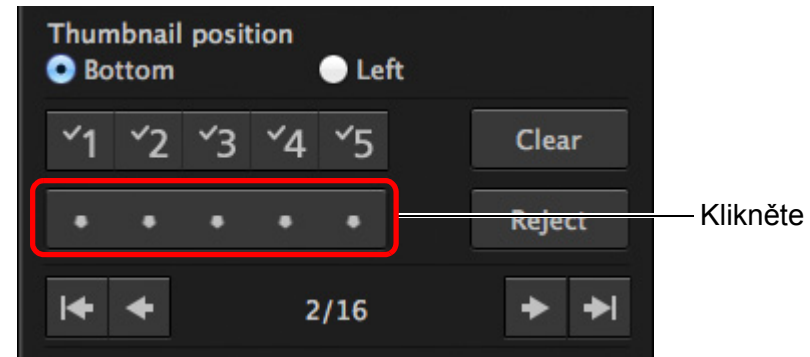 Thumbnail position
Bottom Left
1 2 3 4 5 Clear
Reject Klikněte
2/16